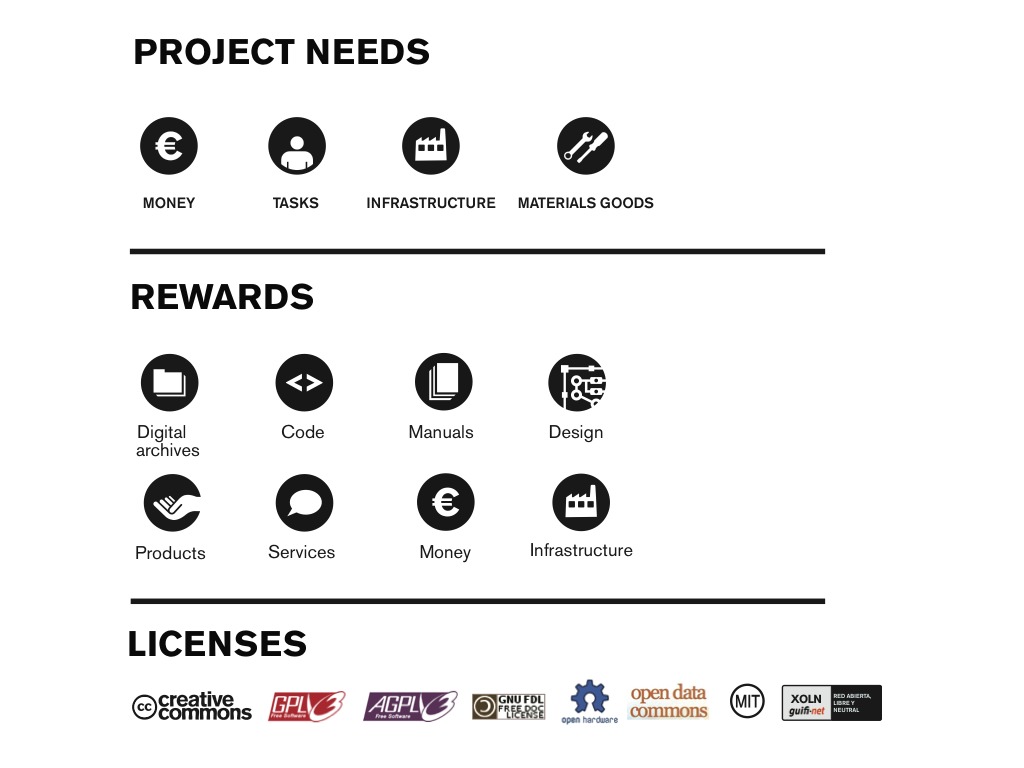 PROJECT NEEDS
€
MONEY TASKS INFRASTRUCTURE MATERIALS GOODS
REWARDS
<>
Digital
archives
Code Manuals Design
€
Products Services Money Infrastructure
LICENSES
cc creative
commons
GPLv3
Free Software
AGPLv3
Free Software
GNU FDL
FREE DOC
LICENSE
open hardware
open data
commons
MIT
XOLN
guifi·net
RED ABIERTA,
LIBRE Y
NEUTRAL